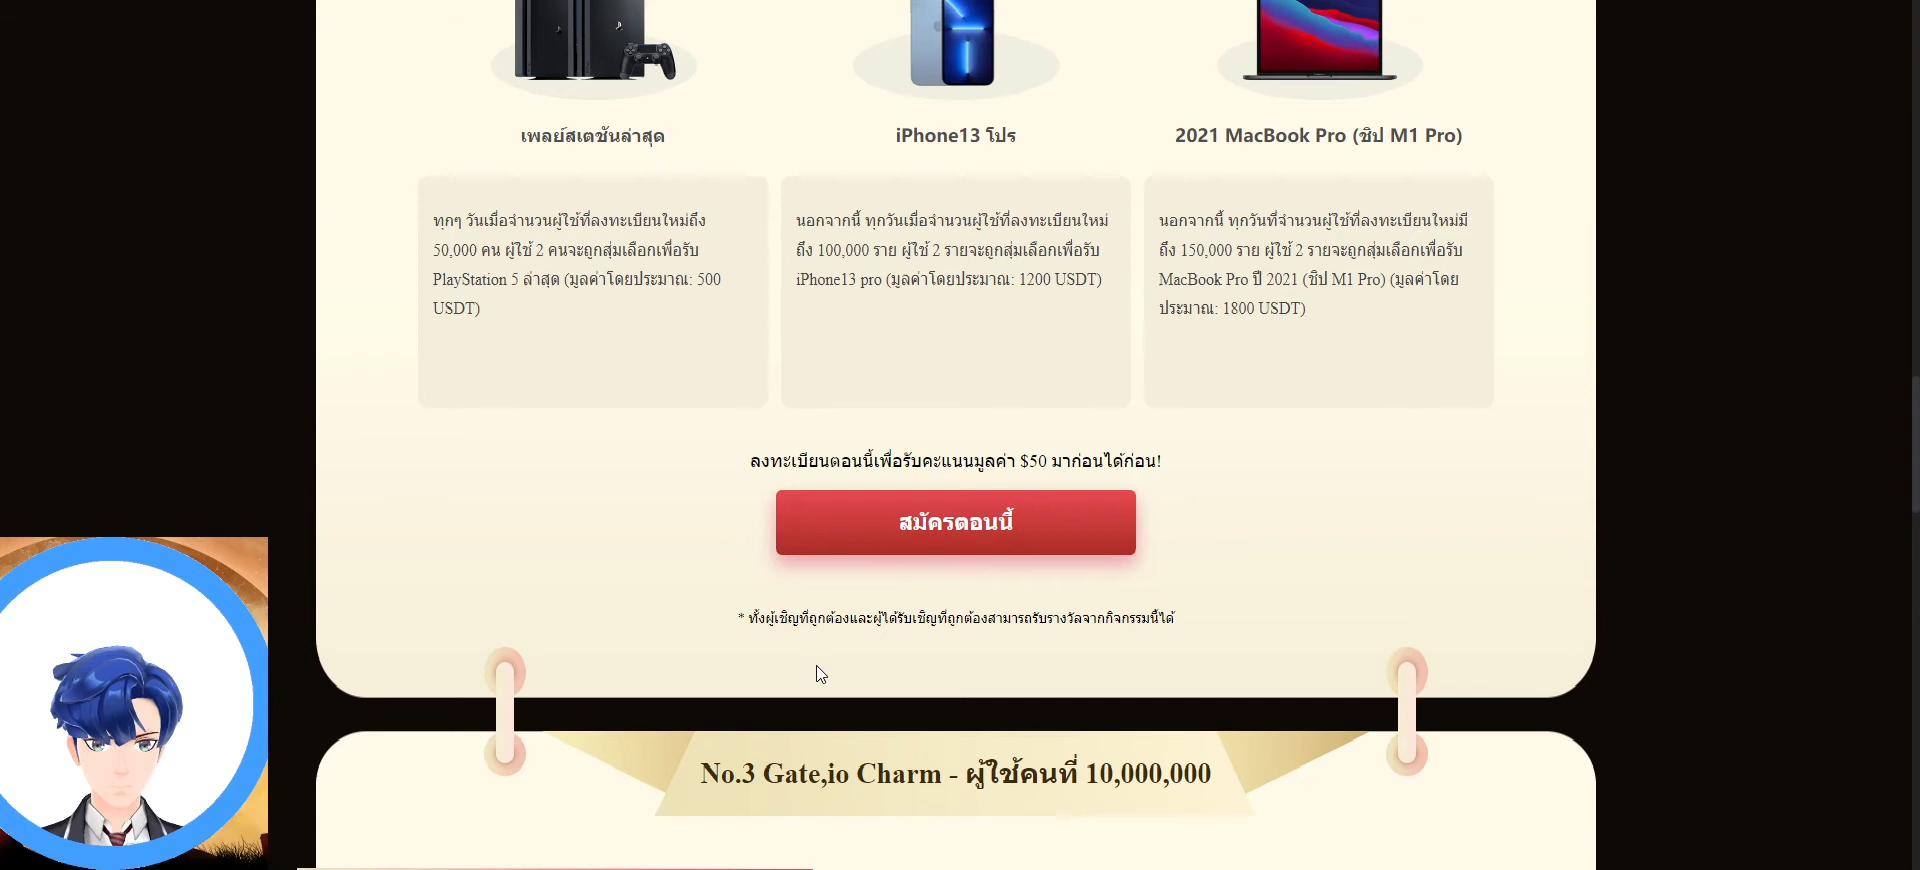 เพลย์สเตชันล่าสุด
iPhone13 โปร
2021 MacBook Pro (ชิป M1 Pro)
ทุกๆ วันเมื่อจำนวนผู้ใช้ที่ลงทะเบียนใหม่ถึง
50,000 คน ผู้ใช้ 2 คนจะถูกสุ่มเลือกเพื่อรับ
PlayStation 5 ล่าสุด (มูลค่าโดยประมาณ: 500
USDT)
นอกจากนี้ ทุกวันเมื่อจำนวนผู้ใช้ที่ลงทะเบียนใหม่
ถึง 100,000 ราย ผู้ใช้ 2 รายจะถูกสุ่มเลือกเพื่อรับ
iPhone13 pro (มูลค่าโดยประมาณ: 1200 USDT)
นอกจากนี้ ทุกวันที่จำนวนผู้ใช้ที่ลงทะเบียนใหม่มี
ถึง 150,000 ราย ผู้ใช้ 2 รายจะถูกสุ่มเลือกเพื่อรับ
MacBook Pro ปี 2021 (ชิป M1 Pro) (มูลค่าโดย
ประมาณ: 1800 USDT)
ลงทะเบียนตอนนี้เพื่อรับคะแนนมูลค่า $50 มาก่อนได้ก่อน!
สมัครตอนนี้
* ทั้งผู้เชิญที่ถูกต้องและผู้ได้รับเชิญที่ถูกต้องสามารถรับรางวัลจากกิจกรรมนี้ได้
No.3 Gate,io Charm - ผู้ใช้คนที่ 10,000,000